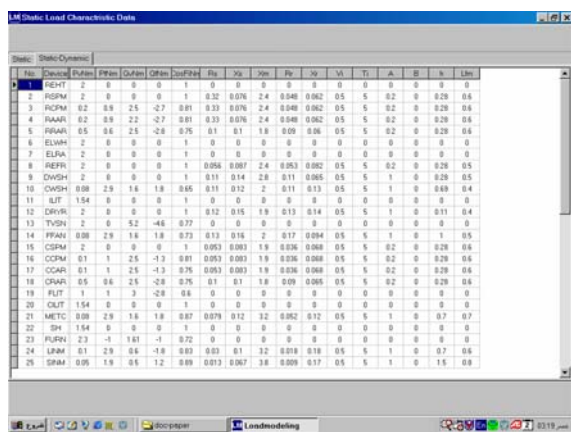 LM Static Load Charactristic Data
Static Static-Dynamic
No Device PvNm PfNm QvNm QfNm CosFiNm Rs Xs Xm Rr Xr Vi Ti A B h Lfm
1 REHT 2 0 0 0 1 0 0 0 0 0 0 0 0 0 0 0
2 RSPM 2 0 0 0 1 0.32 0.076 2.4 0.048 0.062 0.5 5 0.2 0 0.28 0.6
3 RCPM 0.2 0.9 2.5 -2.7 0.81 0.33 0.076 2.4 0.048 0.062 0.5 5 0.2 0 0.28 0.6
4 RAAR 0.2 0.9 2.2 -2.7 0.81 0.33 0.076 2.4 0.048 0.062 0.5 5 0.2 0 0.28 0.6
5 RRAR 0.5 0.6 2.5 -2.8 0.75 0.1 0.1 1.8 0.09 0.06 0.5 5 0.2 0 0.28 0.8
6 ELWH 2 0 0 0 1 0 0 0 0 0 0 0 0 0 0 0
7 ELRA 2 0 0 0 1 0 0 0 0 0 0 0 0 0 0 0
8 REFR 2 0 0 0 1 0.056 0.087 2.4 0.053 0.082 0.5 5 0.2 0 0.28 0.5
9 DWSH 2 0 0 0 1 0.11 0.14 2.8 0.11 0.065 0.5 5 1 0 0.28 0.5
10 CWSH 0.08 2.9 1.6 1.8 0.65 0.11 0.12 2 0.11 0.13 0.5 5 1 0 0.69 0.4
11 ILIT 1.54 0 0 0 1 0 0 0 0 0 0 0 0 0 0 0
12 DRYR 2 0 0 0 1 0.12 0.15 1.9 0.13 0.14 0.5 5 1 0 0.11 0.4
13 TVSN 2 0 5.2 -4.6 0.77 0 0 0 0 0 0 0 0 0 0 0
14 FFAN 0.08 2.9 1.6 1.8 0.73 0.13 0.16 2 0.17 0.094 0.5 5 1 0 1 0.5
15 CSPM 2 0 0 0 1 0.053 0.083 1.9 0.036 0.068 0.5 5 0.2 0 0.28 0.6
16 CCPM 0.1 1 2.5 -1.3 0.81 0.053 0.083 1.9 0.036 0.068 0.5 5 0.2 0 0.28 0.6
17 CCAR 0.1 1 2.5 -1.3 0.75 0.053 0.083 1.9 0.036 0.068 0.5 5 0.2 0 0.28 0.6
18 CRAR 0.5 0.6 2.5 -2.8 0.75 0.1 0.1 1.8 0.09 0.065 0.5 5 0.2 0 0.28 0.6
19 FLIT 1 1 3 -2.8 0.6 0 0 0 0 0 0 0 0 0 0 0
20 OLIT 1.54 0 0 0 1 0 0 0 0 0 0 0 0 0 0 0
21 METC 0.08 2.9 1.6 1.8 0.87 0.079 0.12 3.2 0.052 0.12 0.5 5 1 0 0.7 0.7
22 SH 1.54 0 0 0 1 0 0 0 0 0 0 0 0 0 0 0
23 FURN 2.3 -1 1.61 -1 0.72 0 0 0 0 0 0 0 0 0 0 0
24 LINM 0.1 2.9 0.6 -1.8 0.83 0.03 0.1 3.2 0.018 0.18 0.5 5 1 0 0.7 0.6
25 SINM 0.05 1.9 0.5 1.2 0.89 0.013 0.067 3.8 0.009 0.17 0.5 5 1 0 1.5 0.8
doc-paper LM Loadmodeling En 03:19